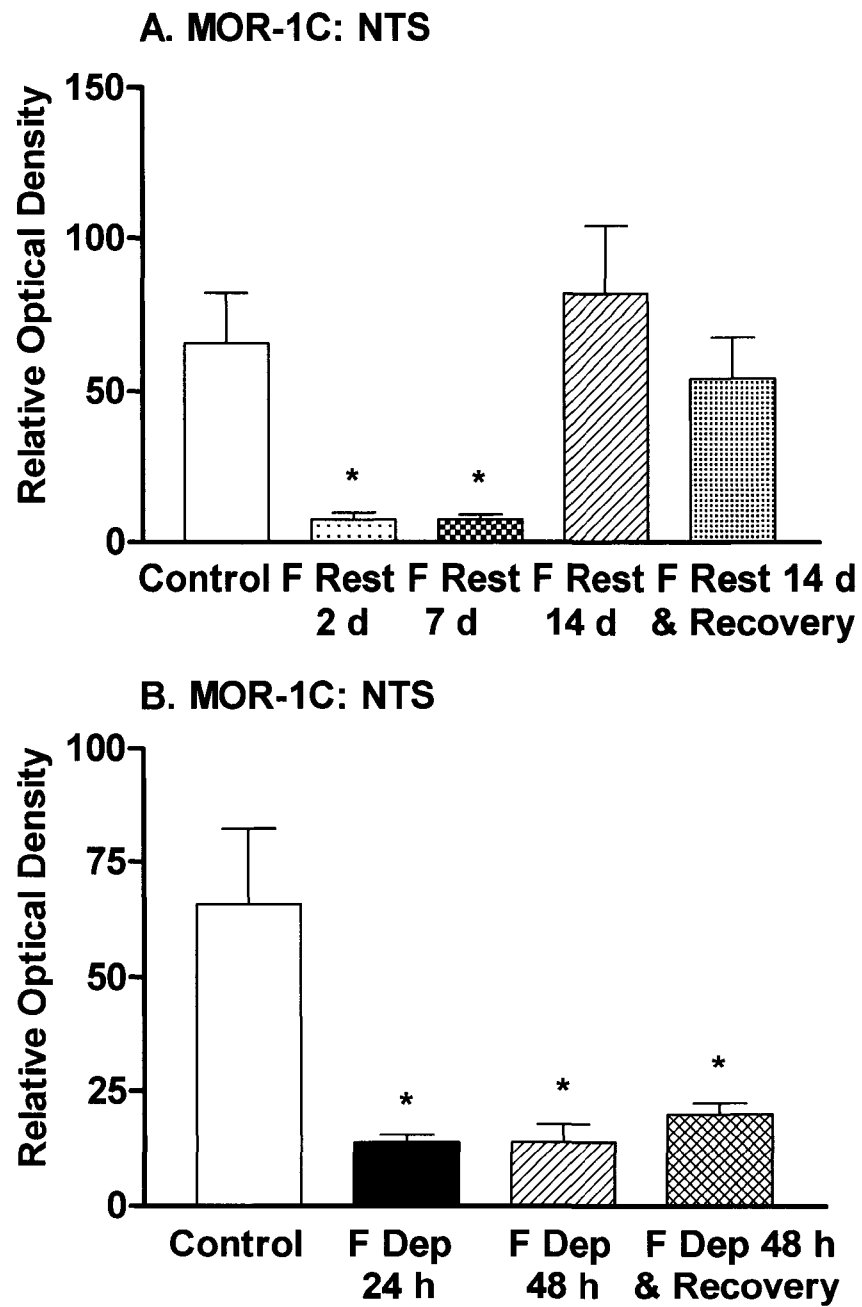 A. MOR-1C: NTS
Relative Optical Density
150
100
50
0
* *
Control F Rest F Rest F Rest F Rest 14 d
2 d 7 d 14 d & Recovery
B. MOR-1C: NTS
Relative Optical Density
100
75
50
25
0
* * *
Control F Dep F Dep F Dep 48 h
24 h 48 h & Recovery